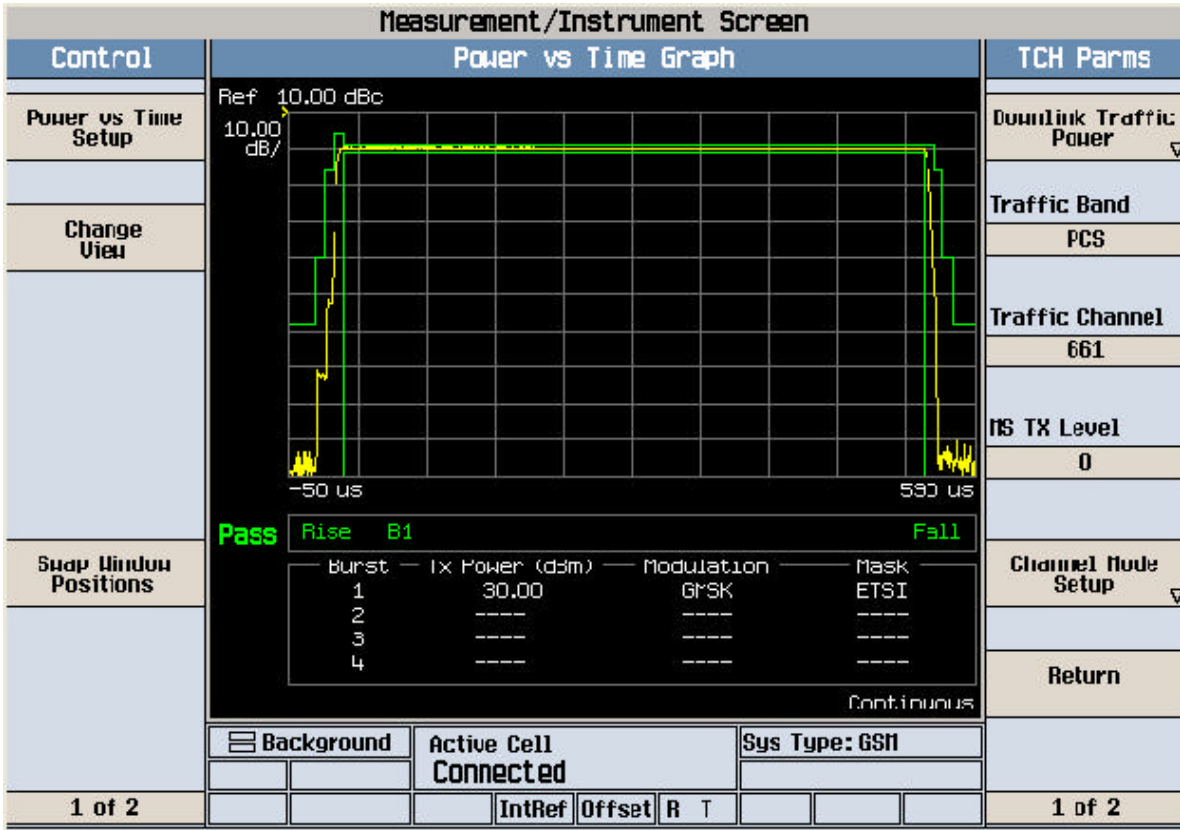 Measurement/Instrument Screen
Control
Power vs Time Graph
TCH Parms
Power vs Time
Setup
Change
View
Swap Window
Positions
1 of 2
Ref 10.00 dBc
10.00
dB/
-50 us
590 us
Pass
Rise B1
Fall
Burst Tx Power (dBm) Modulation Mask
1 30.00 GMSK ETSI
2 ---- ---- ----
3 ---- ---- ----
4 ---- ---- ----
Continuous
Background
Active Cell
Connected
Sys Type: GSM
IntRef Offset R T
Downlink Traffic
Power
Traffic Band
PCS
Traffic Channel
661
MS TX Level
0
Channel Mode
Setup
Return
1 of 2